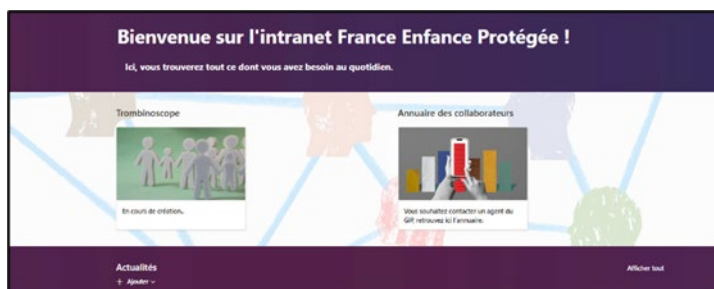 Bienvenue sur l'intranet France Enfance Protégée !
Ici, vous trouverez tout ce dont vous avez besoin au quotidien.
Trombinoscope
En cours de création.
Annuaire des collaborateurs
Vous souhaitez contacter un agent du
GIP, retrouvez ici l'annuaire.
Actualités
+ Ajouter
Afficher tout